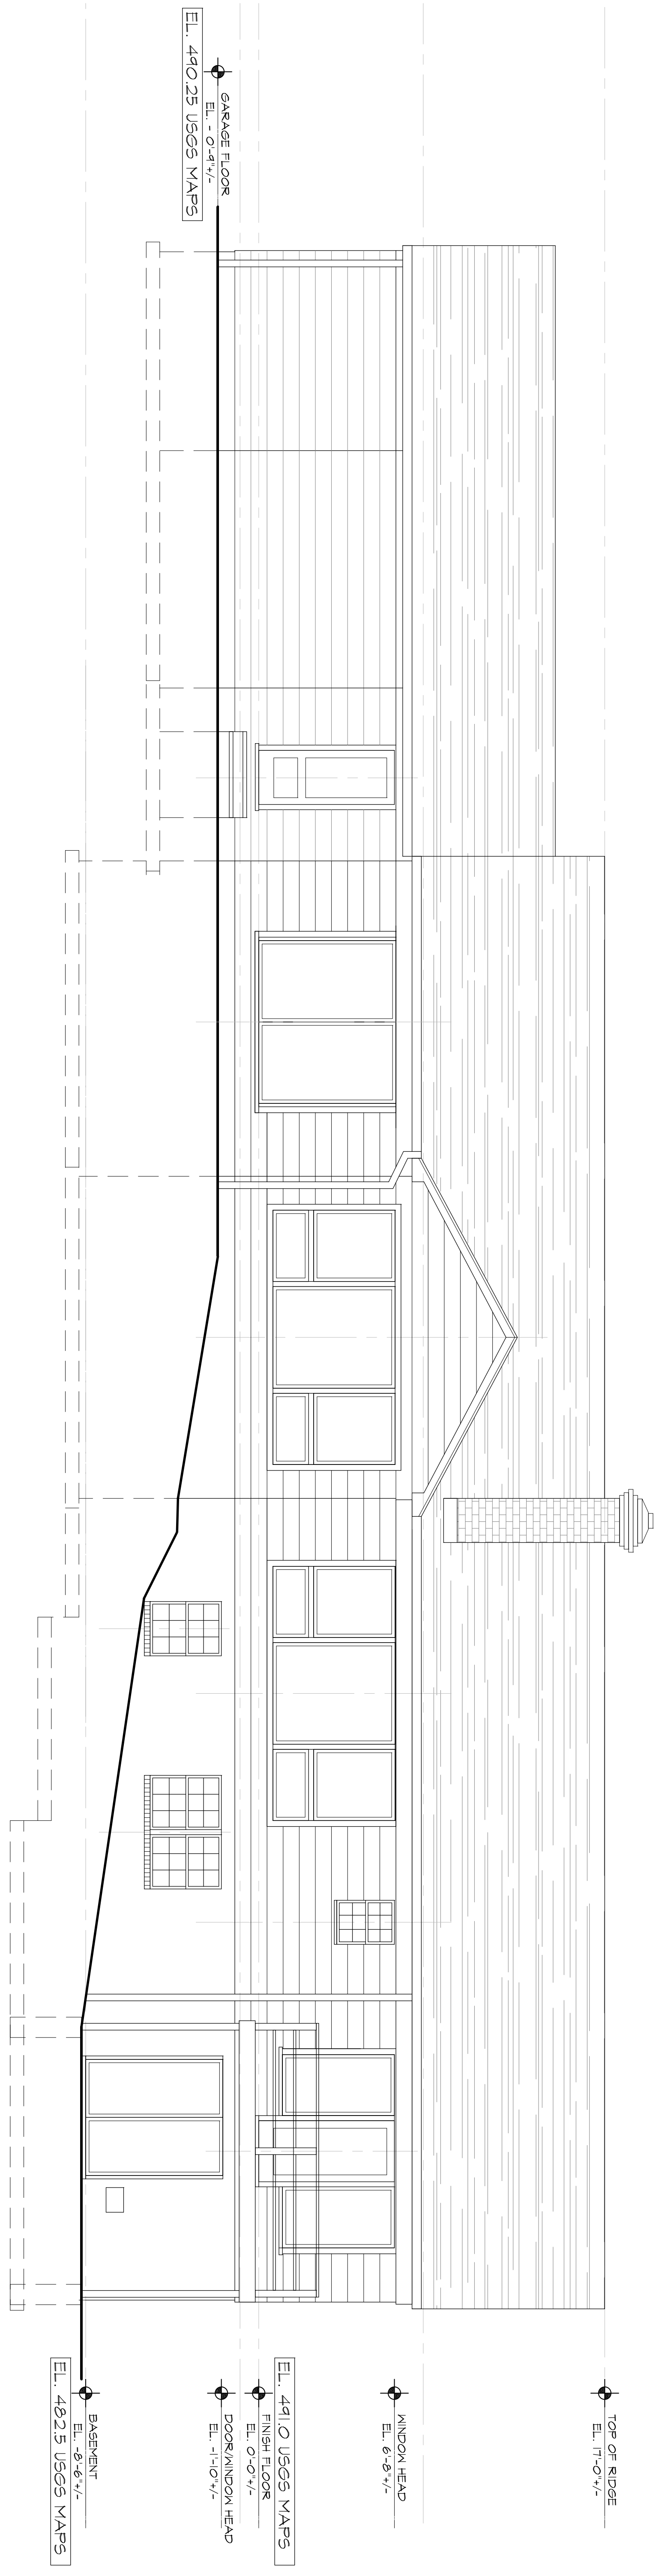 GARAGE FLOOR
EL. - 0'-9"+/-
EL. 490.25 USGS MAPS
TOP OF RIDGE
EL. 17'-0"+/-
WINDOW HEAD
EL. 6'-8"+/-
EL. 491.0 USGS MAPS
FINISH FLOOR
EL. 0'-0"+/-
DOOR/WINDOW HEAD
EL. -1'-10"+/-
BASEMENT
EL. -8'-6"+/-
EL. 482.5 USGS MAPS